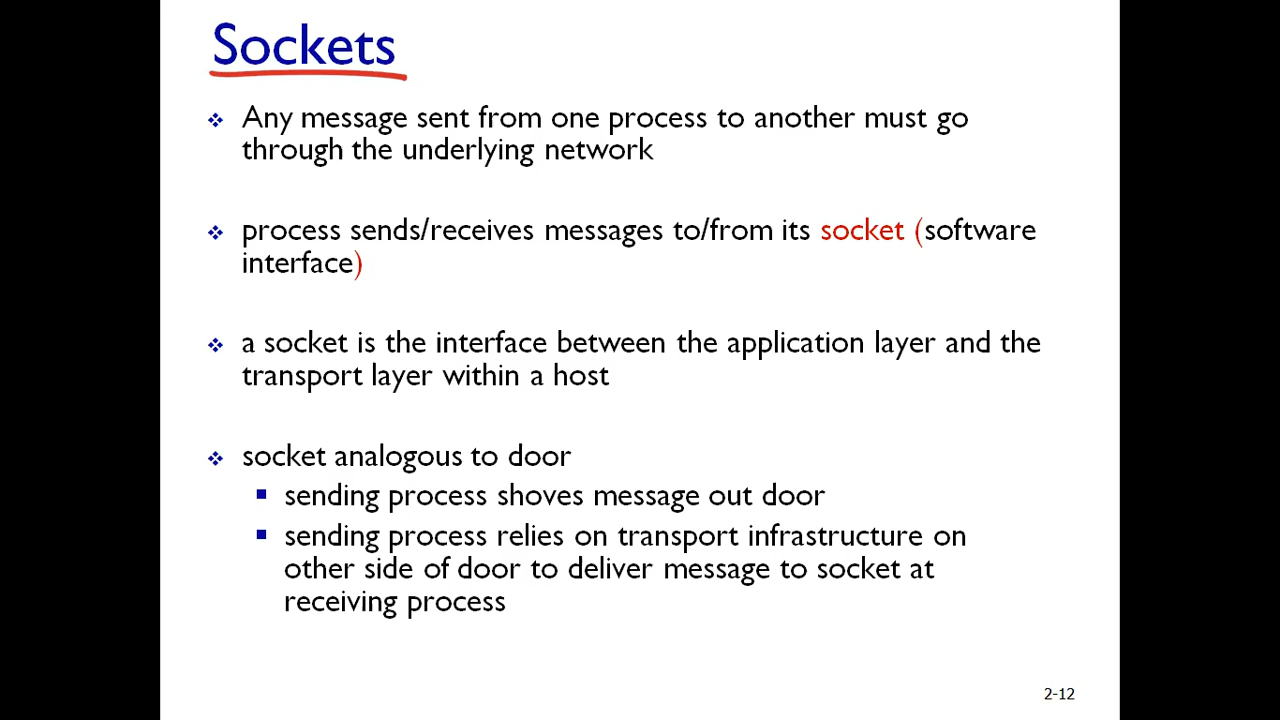 Sockets
Any message sent from one process to another must go
through the underlying network
process sends/receives messages to/from its socket (software
interface)
a socket is the interface between the application layer and the
transport layer within a host
socket analogous to door
sending process shoves message out door
sending process relies on transport infrastructure on
other side of door to deliver message to socket at
receiving process
2-12